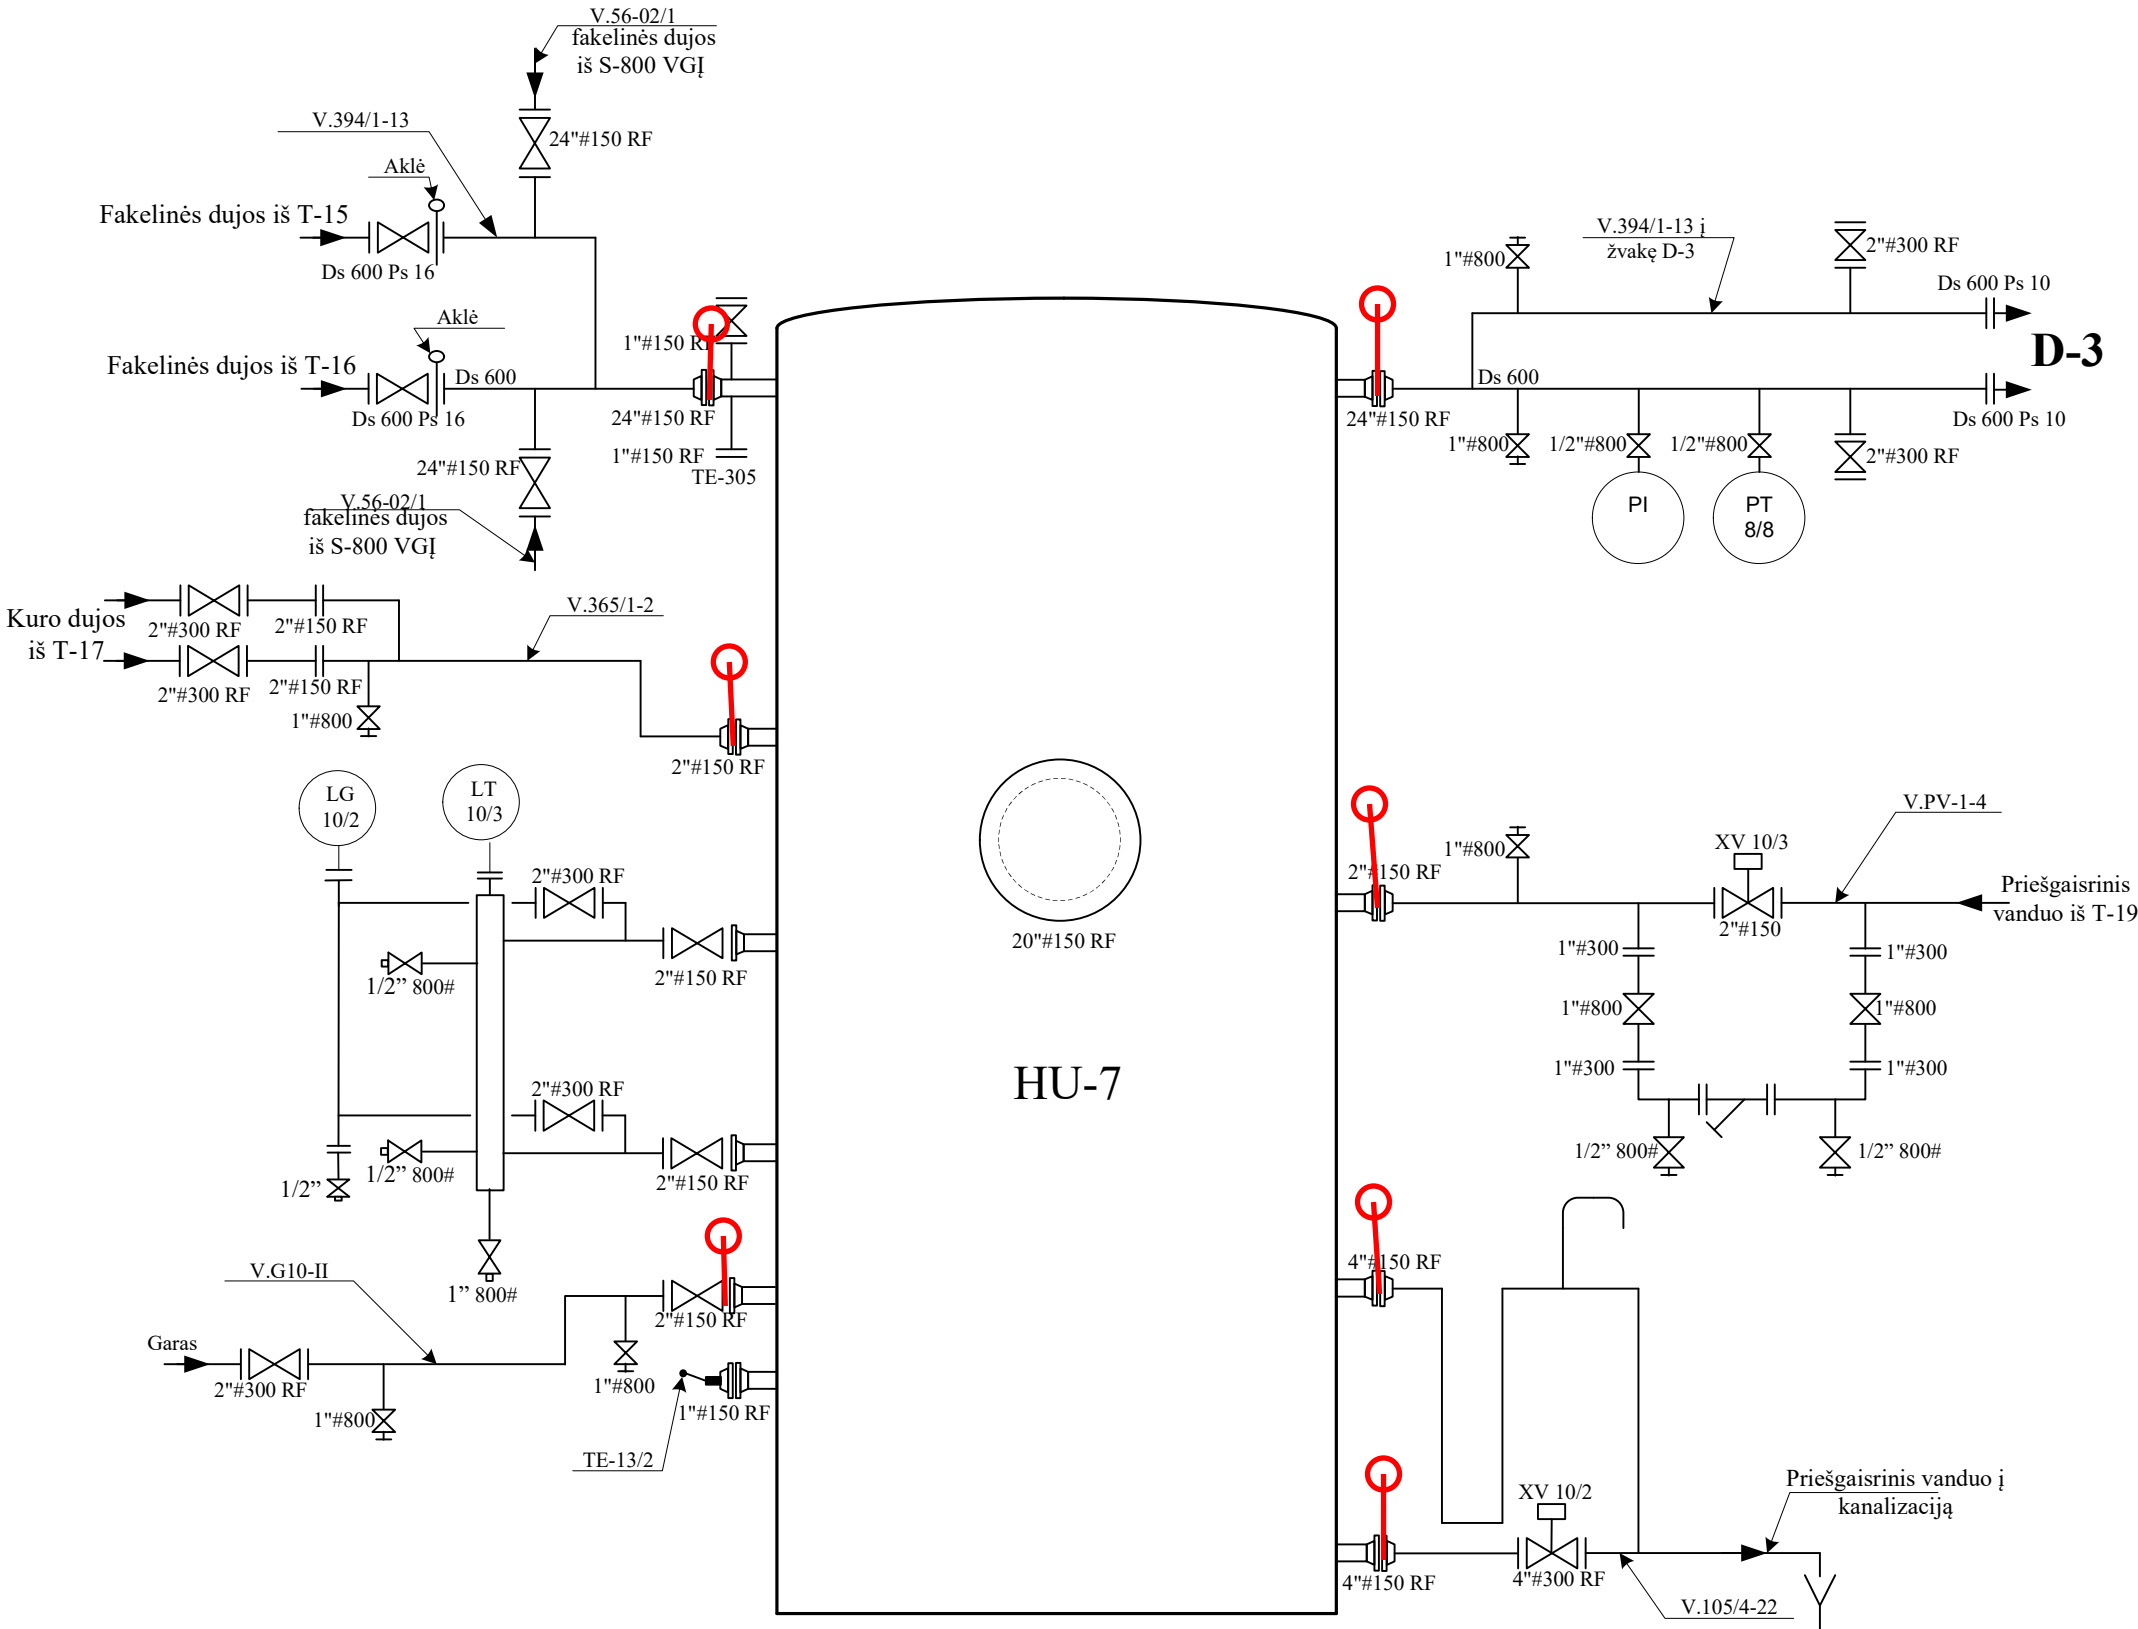 V.56-02/1
fakelinės dujos
iš S-800 VGĮ
V.394/1-13
24"#150 RF
Aklė
Fakelinės dujos iš T-15
Ds 600 Ps 16
Aklė
1"#150 RF
Fakelinės dujos iš T-16
Ds 600
Ds 600 Ps 16
24"#150 RF
24"#150 RF
1"#150 RF
TE-305
V.56-02/1
fakelinės dujos
iš S-800 VGĮ
V.394/1-13 į
žvakę D-3
1"#800
2"#300 RF
Ds 600 Ps 10
D-3
Ds 600
24"#150 RF
Ds 600 Ps 10
1"#800
1/2"#800
1/2"#800
2"#300 RF
PI
PT
8/8
Kuro dujos
iš T-17
2"#300 RF
2"#150 RF
V.365/1-2
2"#300 RF
2"#150 RF
1"#800
2"#150 RF
LG
10/2
LT
10/3
2"#300 RF
1/2” 800#
2"#150 RF
2"#300 RF
1/2” 800#
2"#150 RF
1/2”
1” 800#
20"#150 RF
HU-7
V.PV-1-4
XV 10/3
1"#800
2"#150 RF
Priešgaisrinis
vanduo iš T-19
2"#150
1"#300
1"#300
1"#800
1"#800
1"#300
1"#300
1/2” 800#
1/2” 800#
V.G10-II
2"#150 RF
Garas
2"#300 RF
1"#800
1"#800
1"#150 RF
TE-13/2
4"#150 RF
XV 10/2
Priešgaisrinis vanduo į
kanalizaciją
4"#150 RF
4"#300 RF
V.105/4-22